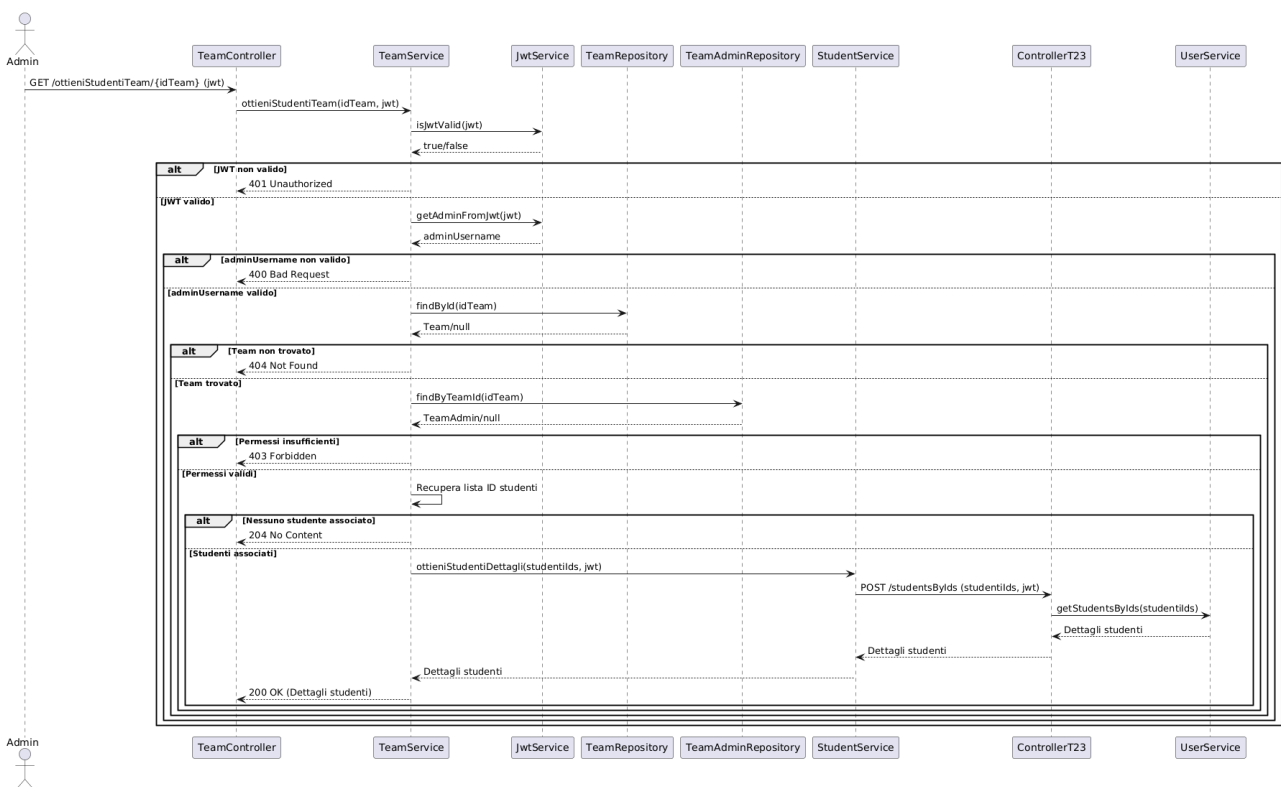 Admin
TeamController
TeamService
JwtService
TeamRepository
TeamAdminRepository
StudentService
ControllerT23
UserService
GET /ottieniStudentiTeam/{idTeam} (jwt)
ottieniStudentiTeam(idTeam, jwt)
isJwtValid(jwt)
true/false
alt
[JWT non valido]
401 Unauthorized
[JWT valido]
getAdminFromJwt(jwt)
adminUsername
alt
[adminUsername non valido]
400 Bad Request
[adminUsername valido]
findById(idTeam)
Team/null
alt
[Team non trovato]
404 Not Found
[Team trovato]
findByTeamId(idTeam)
TeamAdmin/null
alt
[Permessi insufficienti]
403 Forbidden
[Permessi validi]
Recupera lista ID studenti
alt
[Nessuno studente associato]
204 No Content
[Studenti associati]
ottieniStudentiDettagli(studentiIds, jwt)
POST /studentsByIds (studentiIds, jwt)
getStudentsByIds(studentiIds)
Dettagli studenti
Dettagli studenti
Dettagli studenti
200 OK (Dettagli studenti)
Admin
TeamController
TeamService
JwtService
TeamRepository
TeamAdminRepository
StudentService
ControllerT23
UserService